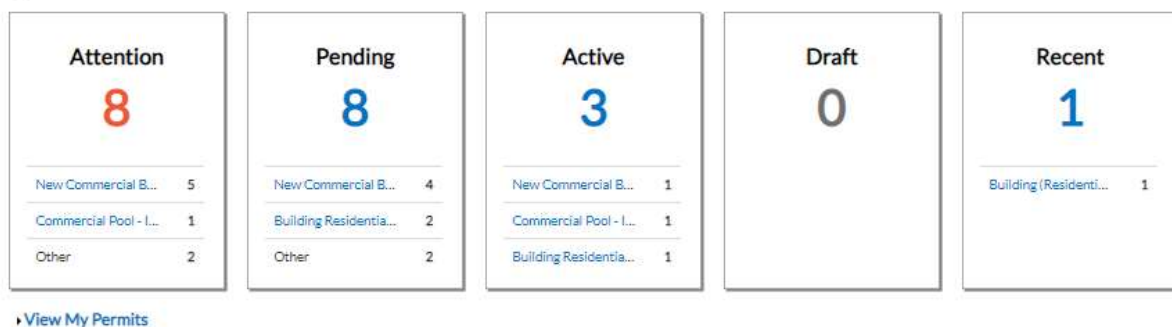 Attention
8
New Commercial B... 5
Commercial Pool - I... 1
Other 2
Pending
8
New Commercial B... 4
Building Residentia... 2
Other 2
Active
3
New Commercial B... 1
Commercial Pool - I... 1
Building Residentia... 1
Draft
0
Recent
1
Building (Residenti... 1
View My Permits